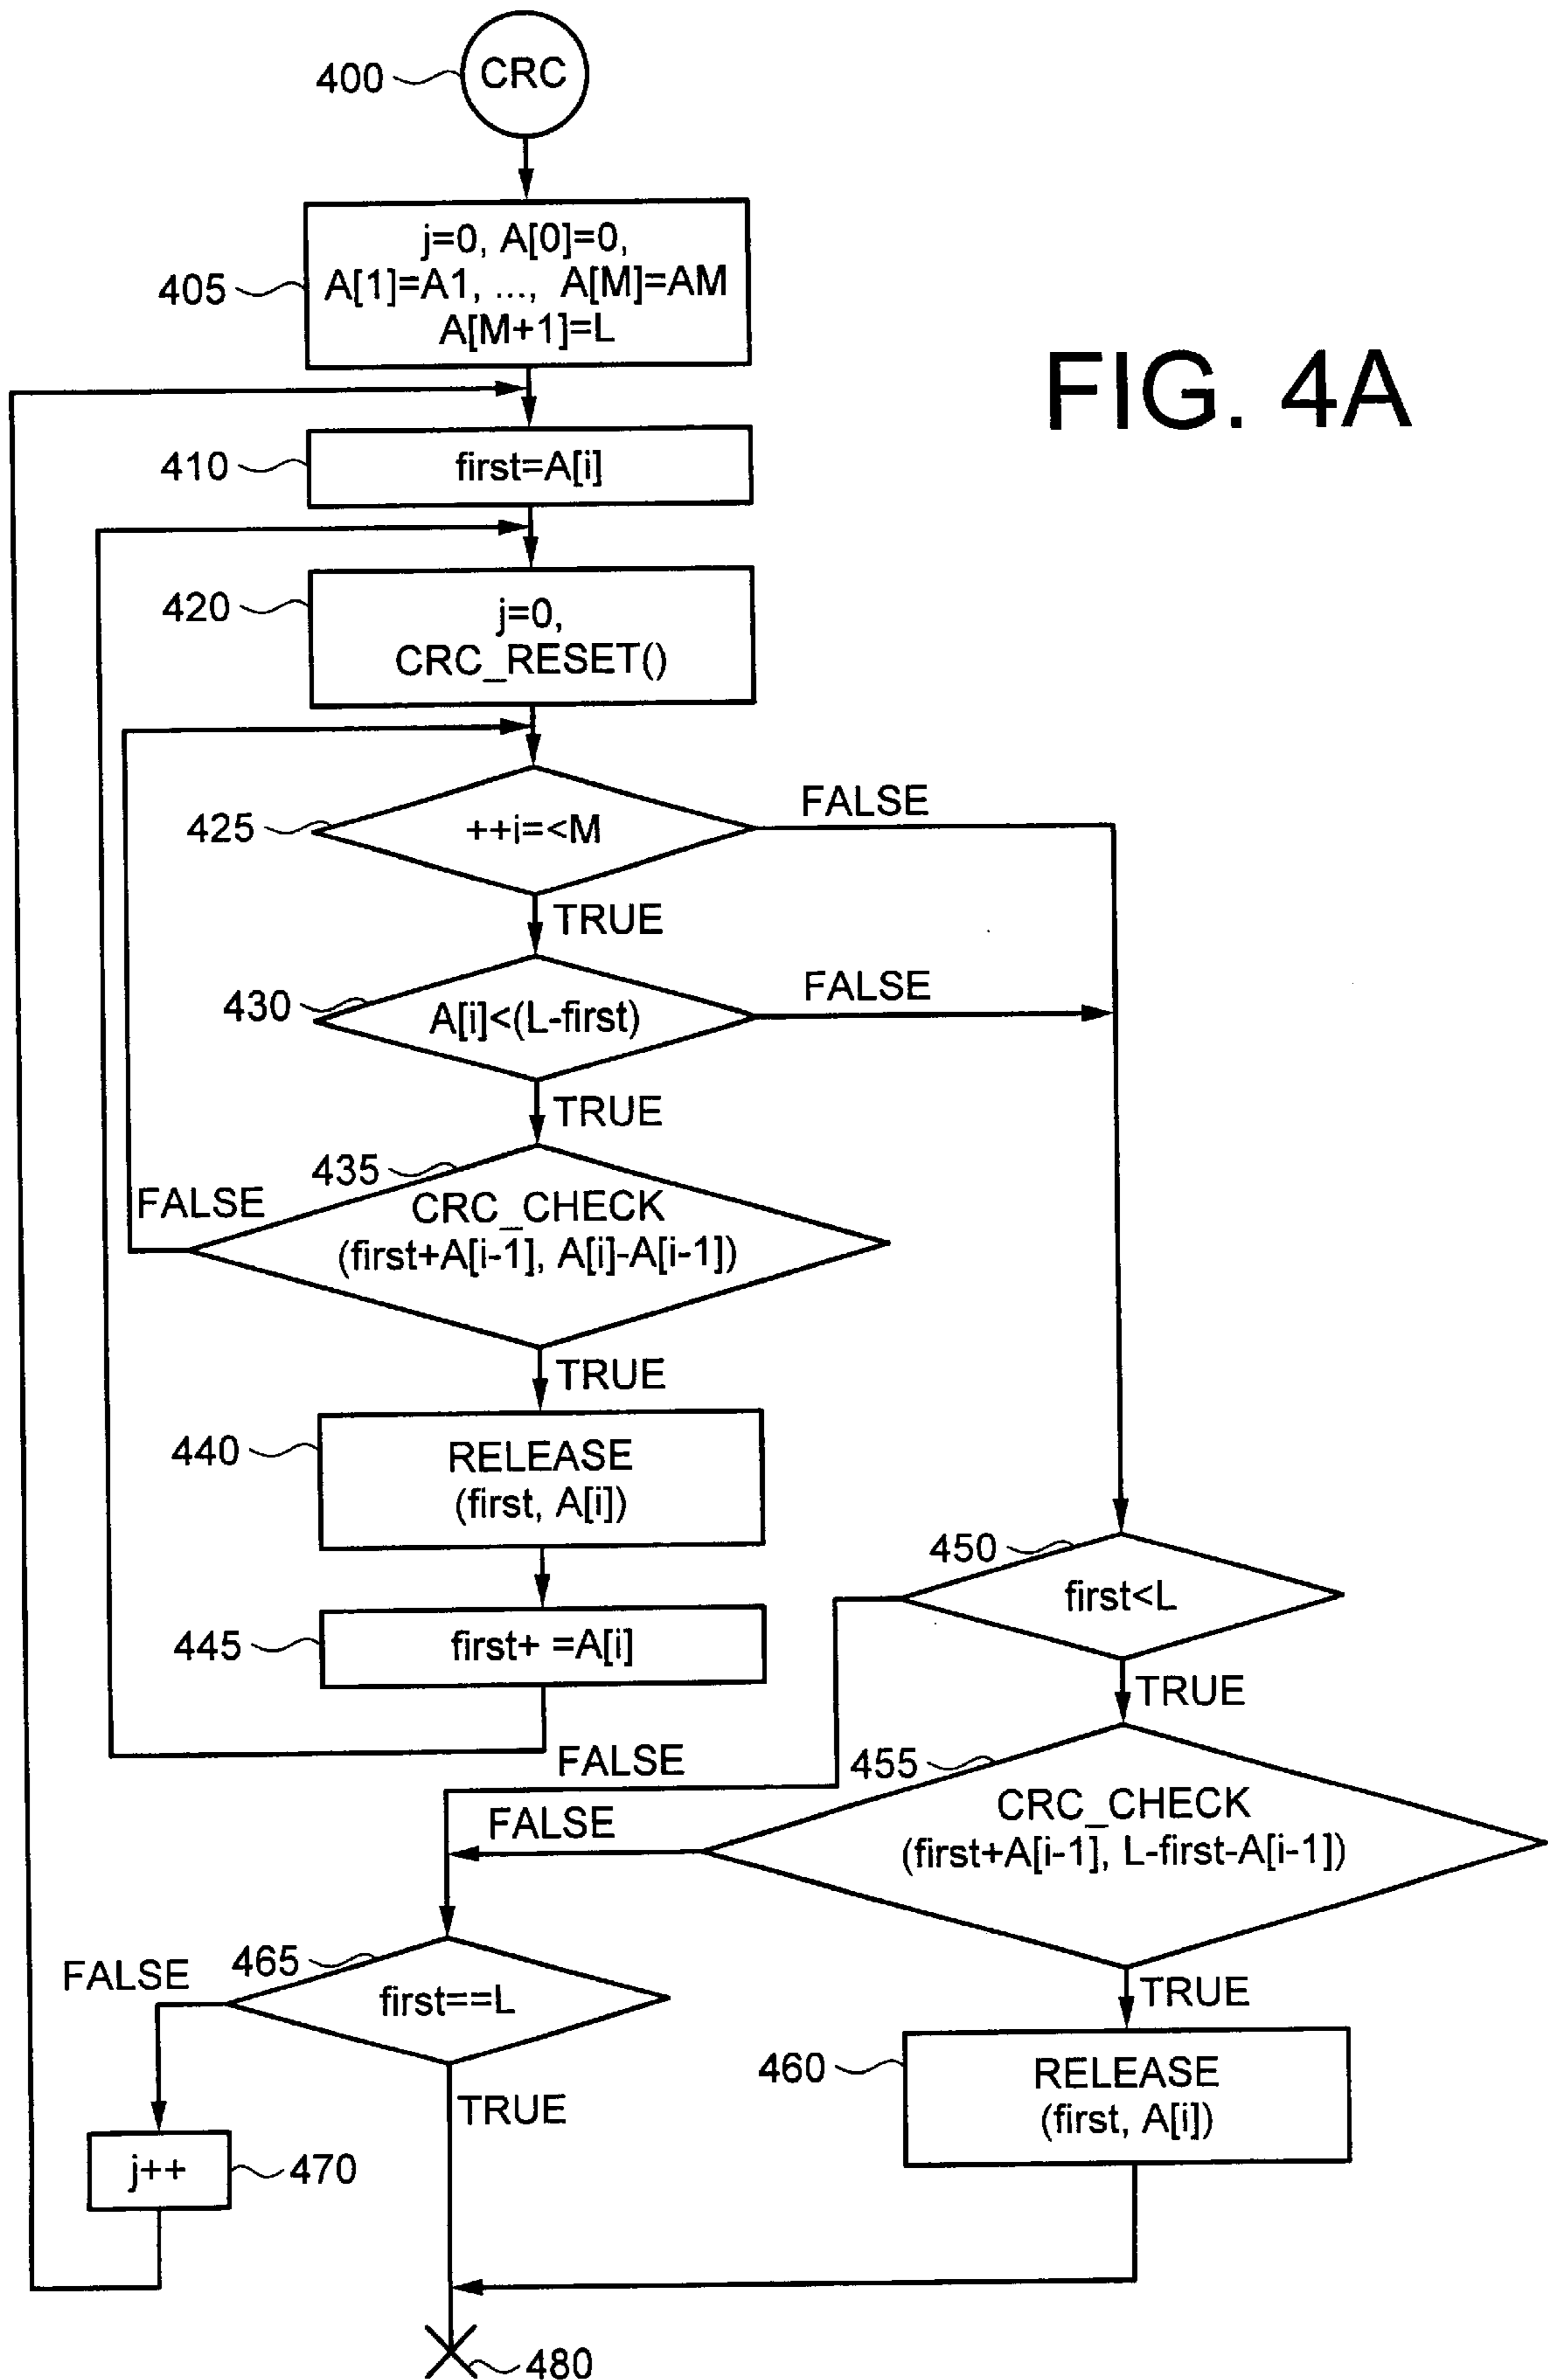 400
CRC
405
j=0, A[0]=0,
A[1]=A1, ..., A[M]=AM
A[M+1]=L
FIG. 4A
410
first=A[i]
420
j=0,
CRC_RESET()
425
++i=<M
FALSE
TRUE
430
A[i]<(L-first)
FALSE
TRUE
435
FALSE
CRC_CHECK
(first+A[i-1], A[i]-A[i-1])
TRUE
440
RELEASE
(first, A[i])
445
first+ =A[i]
450
first<L
TRUE
FALSE
455
CRC_CHECK
(first+A[i-1], L-first-A[i-1])
FALSE
TRUE
465
FALSE
first==L
TRUE
460
RELEASE
(first, A[i])
j++
470
480